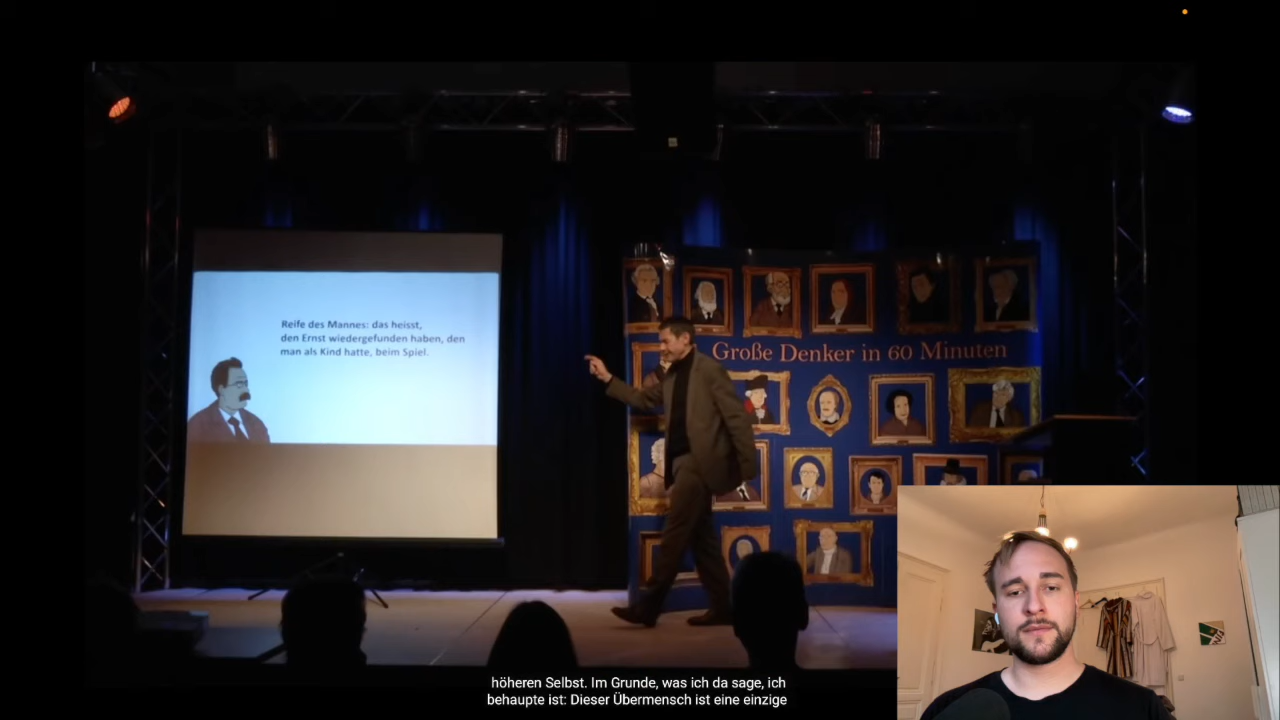 Reife des Mannes: das heisst,
den Ernst wiedergefunden haben, den
man als Kind hatte, beim Spiel.
Große Denker in 60 Minuten
höheren Selbst. Im Grunde, was ich da sage, ich
behaupte ist: Dieser Übermensch ist eine einzige